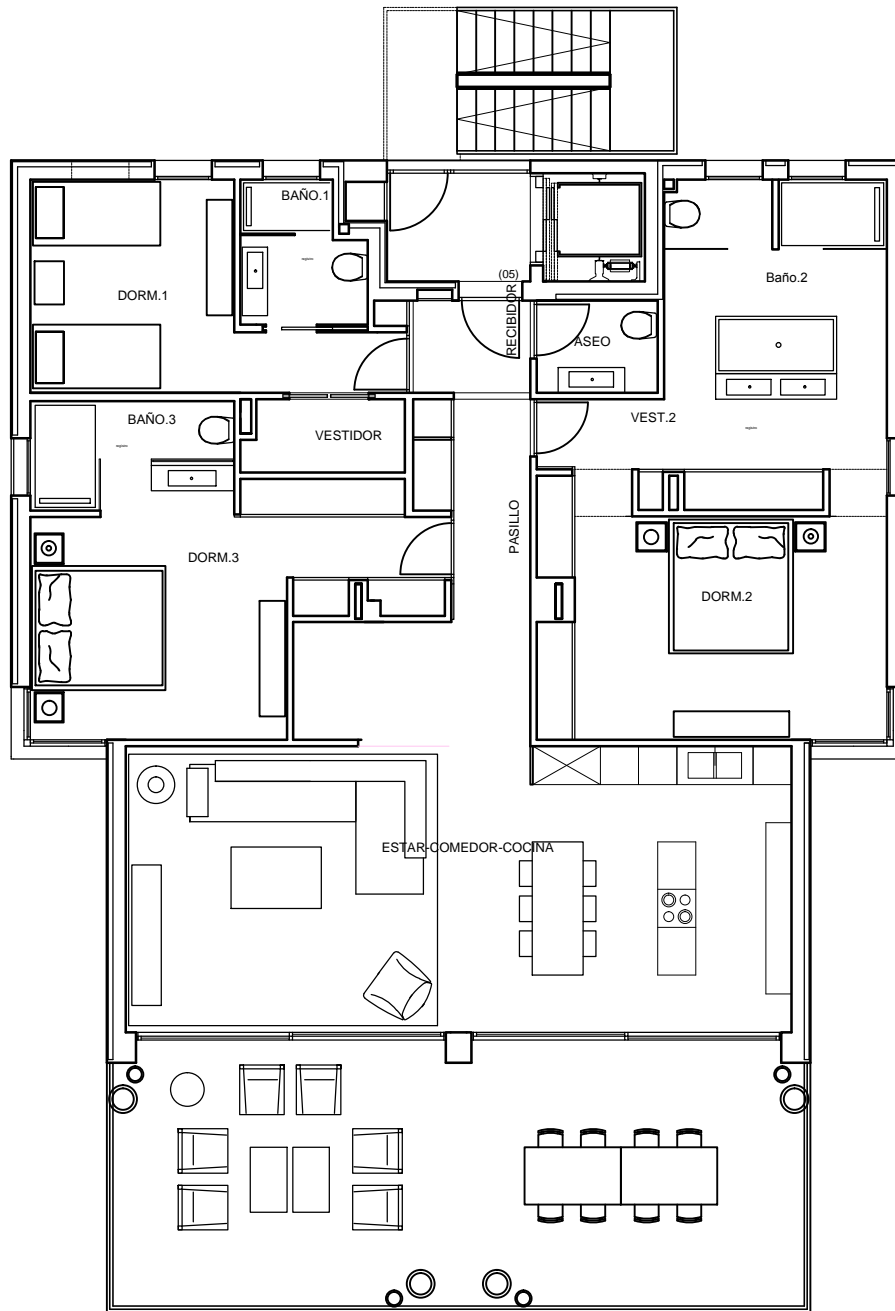 BAÑO.1
(05)
RECIBIDOR
Baño.2
DORM.1
ASEO
BAÑO.3
VEST.2
VESTIDOR
PASILLO
DORM.3
DORM.2
ESTAR-COMEDOR-COCINA